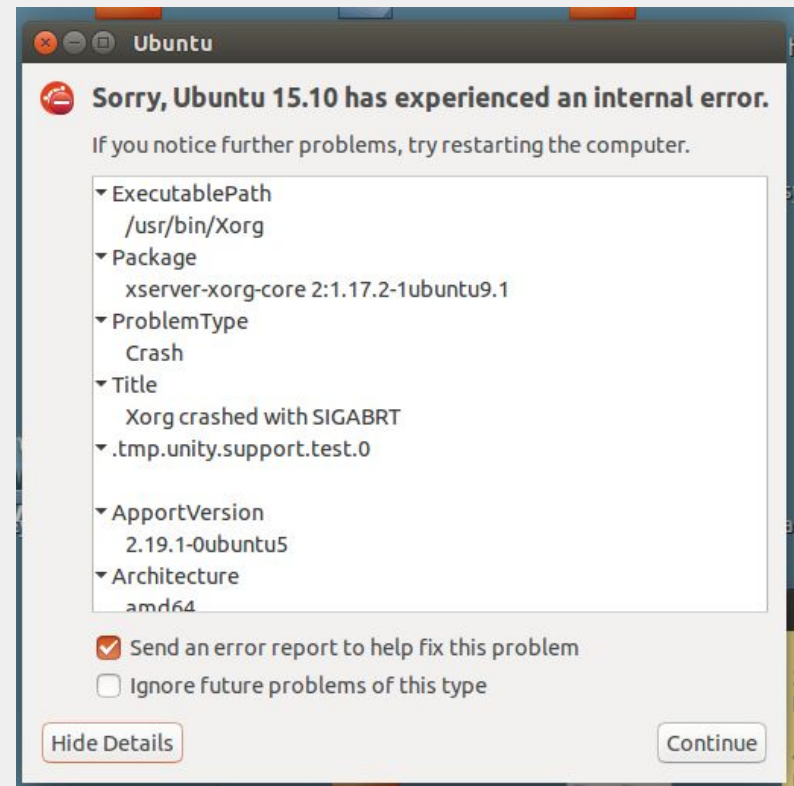 Ubuntu
Sorry, Ubuntu 15.10 has experienced an internal error.
If you notice further problems, try restarting the computer.
ExecutablePath
/usr/bin/Xorg
Package
xserver-xorg-core 2:1.17.2-1ubuntu9.1
ProblemType
Crash
Title
Xorg crashed with SIGABRT
.tmp.unity.support.test.0
ApportVersion
2.19.1-0ubuntu5
Architecture
amd64
Send an error report to help fix this problem
Ignore future problems of this type
Hide Details
Continue